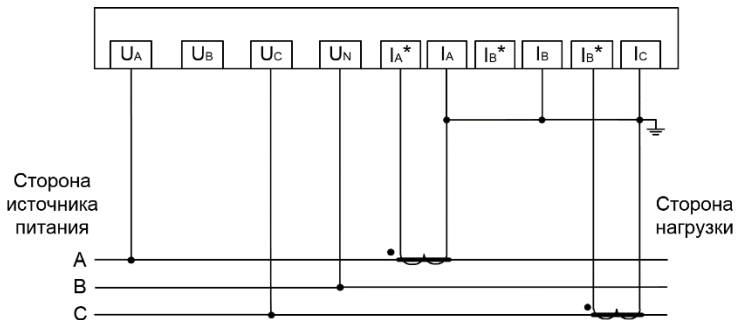 UA UB UC UN IA* IA IB* IB IB* IC
Сторона
источника
питания
Сторона
нагрузки
A
B
C